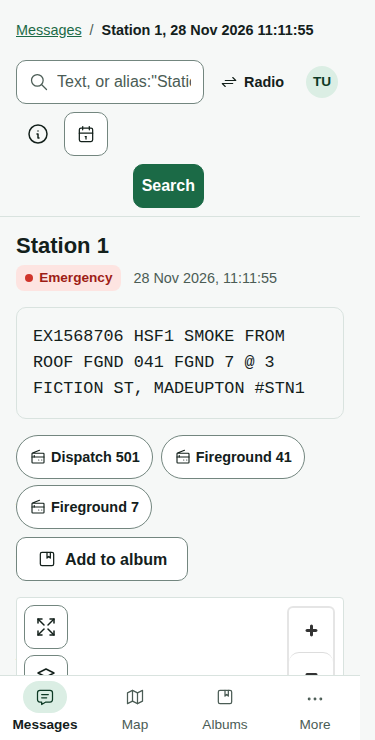 Messages / Station 1, 28 Nov 2026, 11:11:55
Text, or alias:"Stati
Radio
TU
Search
Station 1
Emergency 28 Nov 2026, 11:11:55
EX1568706 HSF1 SMOKE FROM
ROOF FGND 041 FGND 7 @ 3
FICTION ST, MADEUPTON #STN1
Dispatch 501 Fireground 41
Fireground 7
Add to album
Messages Map Albums More